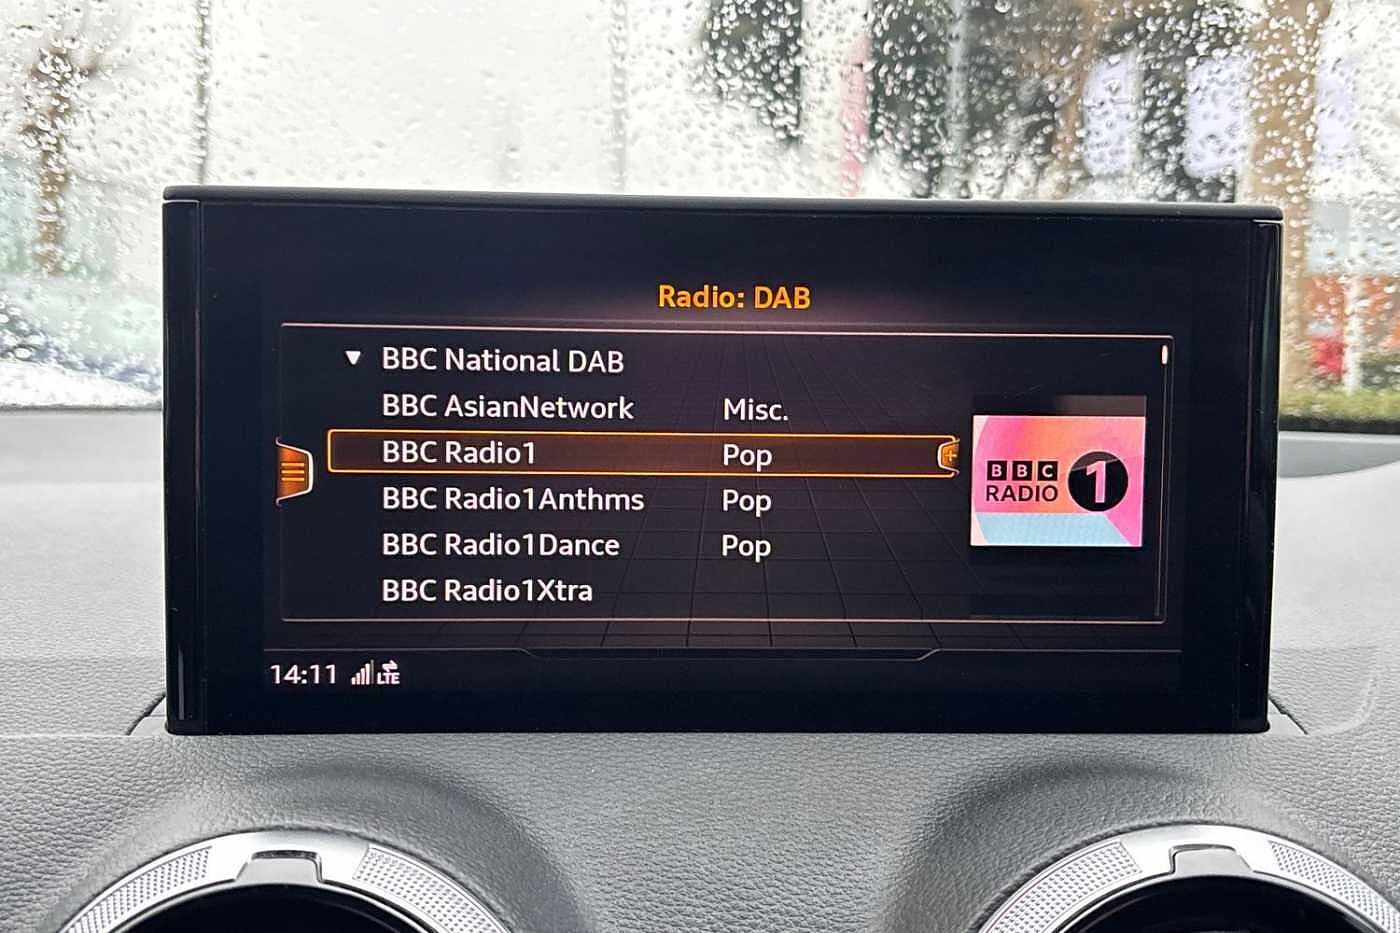 Radio: DAB
▼ BBC National DAB
BBC AsianNetwork Misc.
BBC Radio1 Pop
BBC Radio1Anthms Pop
BBC Radio1Dance Pop
BBC Radio1Xtra
BBC
RADIO 1
14:11 LTE